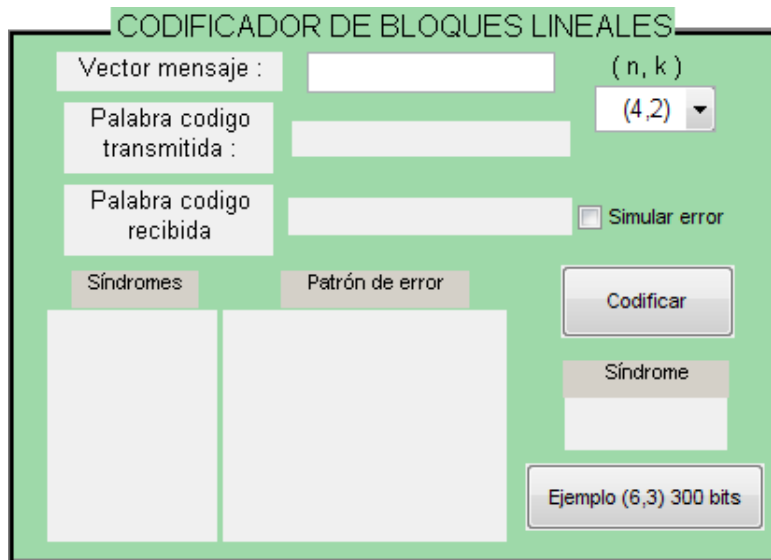 CODIFICADOR DE BLOQUES LINEALES
Vector mensaje :
( n, k )
(4,2)
Palabra codigo
transmitida :
Palabra codigo
recibida
Simular error
Síndromes
Patrón de error
Codificar
Síndrome
Ejemplo (6,3) 300 bits